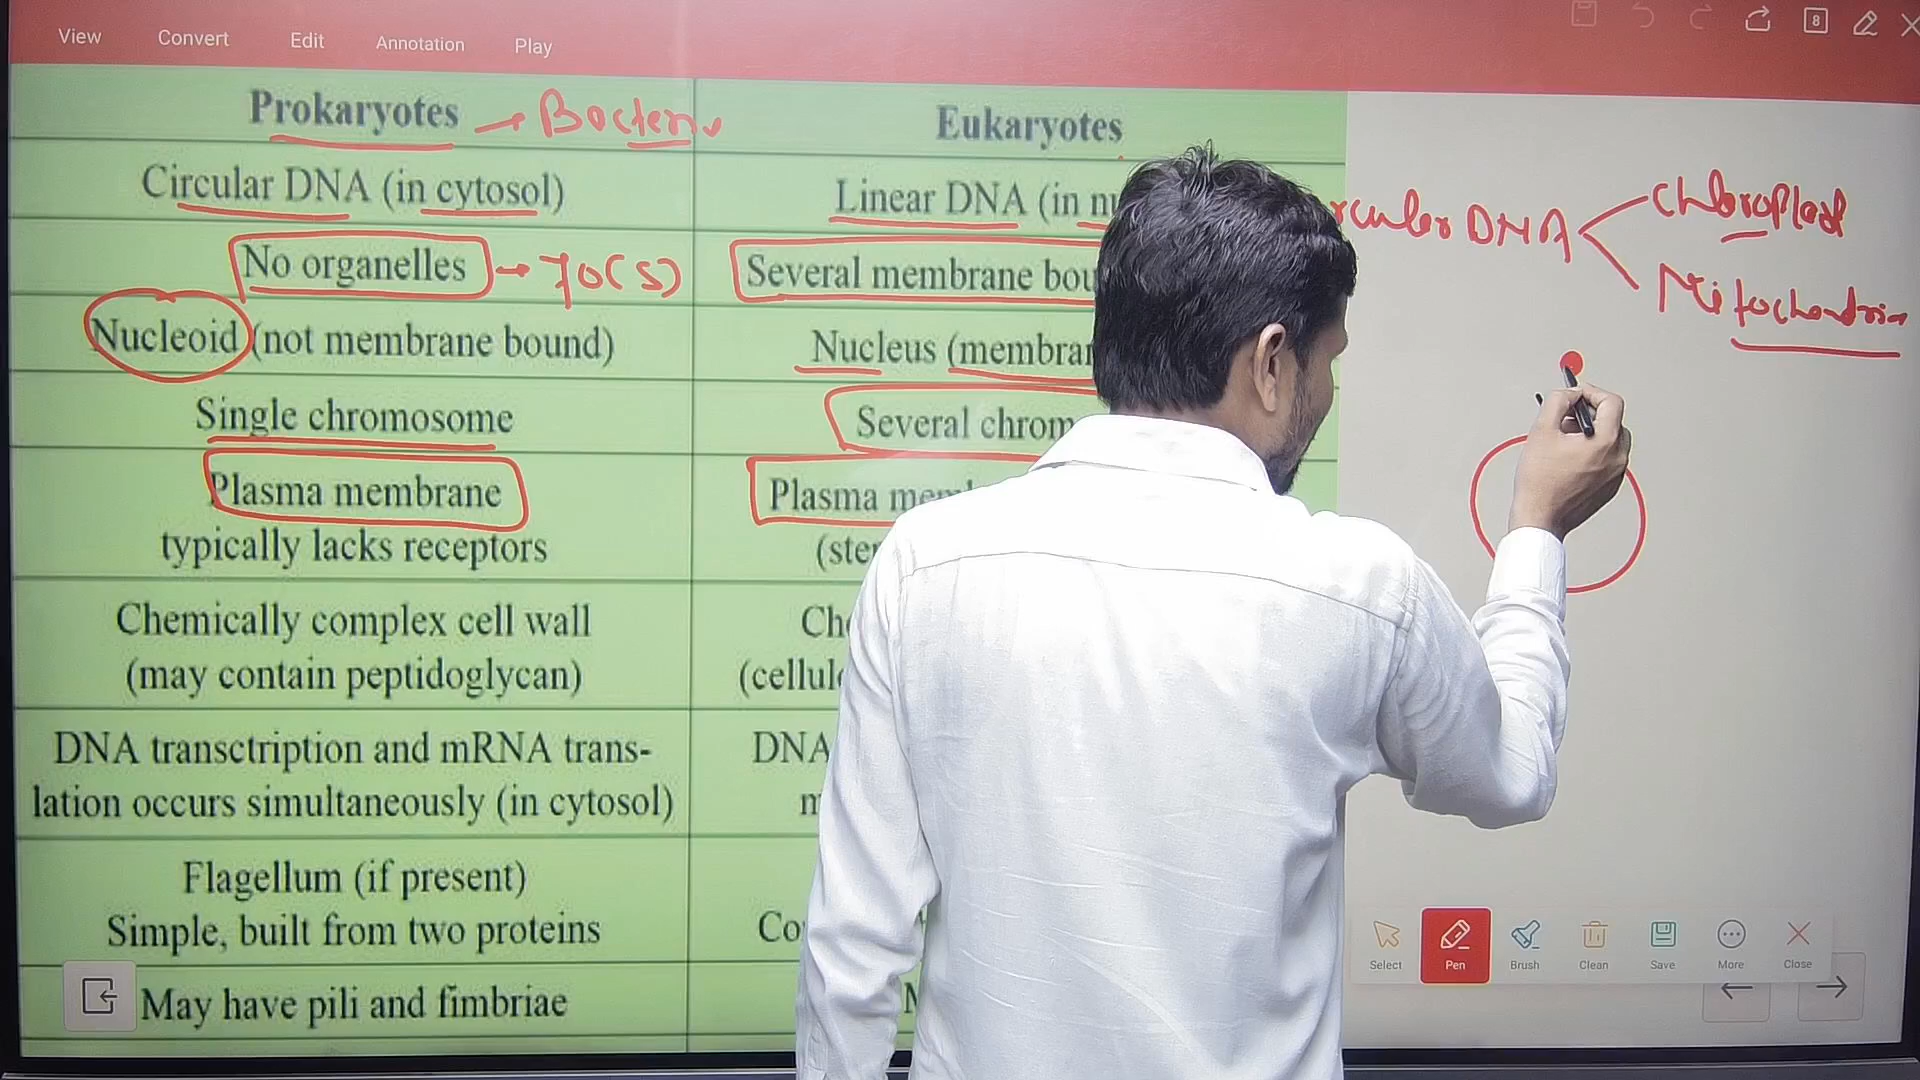 View Convert Edit Annotation Play
8
Prokaryotes → Bacteria
Eukaryotes
Circular DNA (in cytosol)
Linear DNA (in
rcular DNA
Chloroplast
Mitochondria
No organelles → 70(S)
Several membrane bou
Nucleoid (not membrane bound)
Nucleus (membra
Single chromosome
Several chrom
Plasma membrane
typically lacks receptors
Plasma mem
(ster
Chemically complex cell wall
(may contain peptidoglycan)
Ch
(cellul
DNA transctription and mRNA trans-
lation occurs simultaneously (in cytosol)
DNA
m
Flagellum (if present)
Simple, built from two proteins
Co
May have pili and fimbriae
Select Pen Brush Clean Save More Close